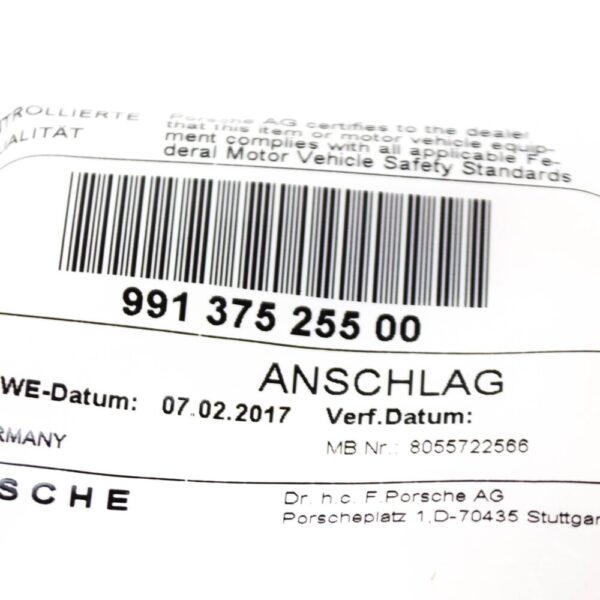 TROLLIERTE
ALITÄT
Porsche AG certifies to the dealer
that this item or motor vehicle equip-
ment complies with all applicable Fe-
deral Motor Vehicle Safety Standards
991 375 255 00
ANSCHLAG
WE-Datum: 07.02.2017 Verf.Datum:
RMANY
MB Nr.: 8055722566
SCHE
Dr. h.c. F.Porsche AG
Porscheplatz 1,D-70435 Stuttgar